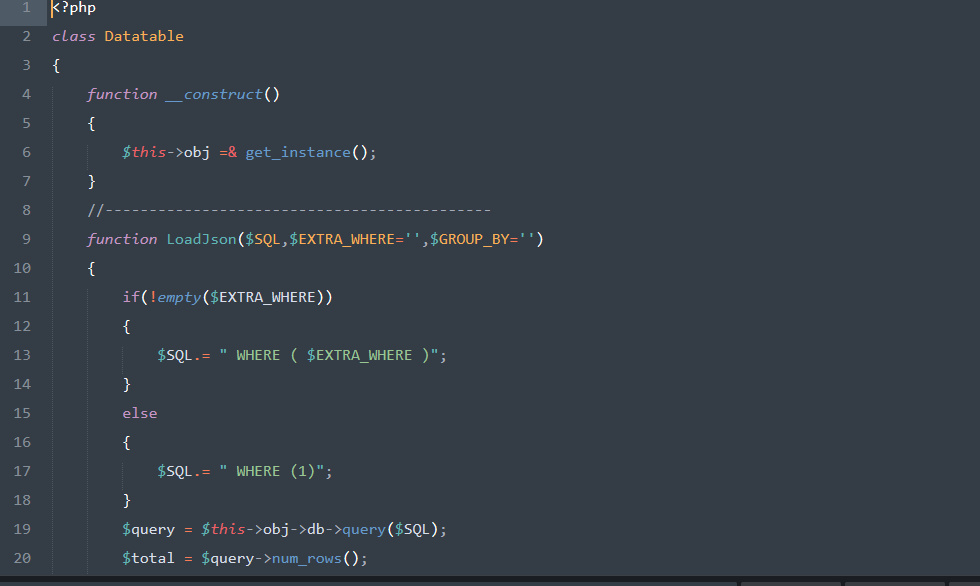 1 <?php
2 class Datatable
3 {
4 function __construct()
5 {
6 $this->obj =& get_instance();
7 }
8 //--------------------------------------------
9 function LoadJson($SQL,$EXTRA_WHERE='',$GROUP_BY='')
10 {
11 if(!empty($EXTRA_WHERE))
12 {
13 $SQL.= " WHERE ( $EXTRA_WHERE )";
14 }
15 else
16 {
17 $SQL.= " WHERE (1)";
18 }
19 $query = $this->obj->db->query($SQL);
20 $total = $query->num_rows();